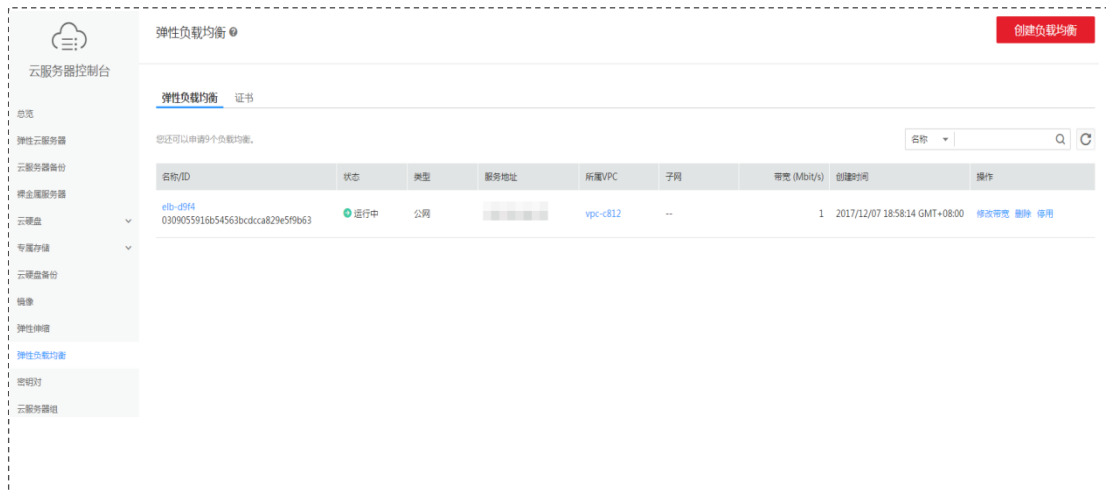 云服务器控制台
总览
弹性云服务器
云服务器备份
裸金属服务器
云硬盘
专属存储
云硬盘备份
镜像
弹性伸缩
弹性负载均衡
密钥对
云服务器组
弹性负载均衡
创建负载均衡
弹性负载均衡 证书
您还可以申请9个负载均衡。
名称
名称/ID 状态 类型 服务地址 所属VPC 子网 带宽 (Mbit/s) 创建时间 操作
elb-d9f4
0309055916b54563bcdcca829e5f9b63 运行中 公网 vpc-c812 -- 1 2017/12/07 18:58:14 GMT+08:00 修改带宽 删除 停用